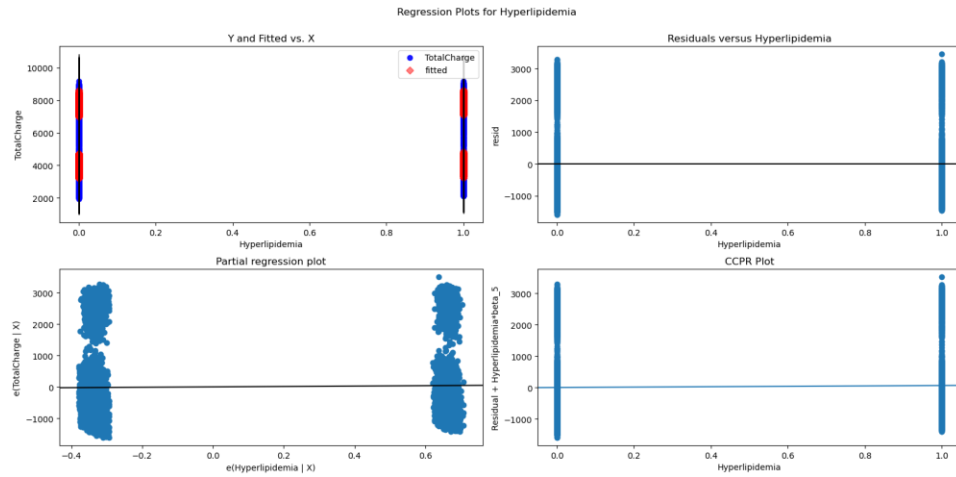 Regression Plots for Hyperlipidemia
Y and Fitted vs. X
TotalCharge
fitted
TotalCharge
10000
8000
6000
4000
2000
0.0 0.2 0.4 0.6 0.8 1.0
Hyperlipidemia
Residuals versus Hyperlipidemia
resid
3000
2000
1000
0
−1000
0.0 0.2 0.4 0.6 0.8 1.0
Hyperlipidemia
Partial regression plot
e(TotalCharge | X)
3000
2000
1000
0
−1000
−0.4 −0.2 0.0 0.2 0.4 0.6
e(Hyperlipidemia | X)
CCPR Plot
Residual + Hyperlipidemia*beta_5
3000
2000
1000
0
−1000
0.0 0.2 0.4 0.6 0.8 1.0
Hyperlipidemia